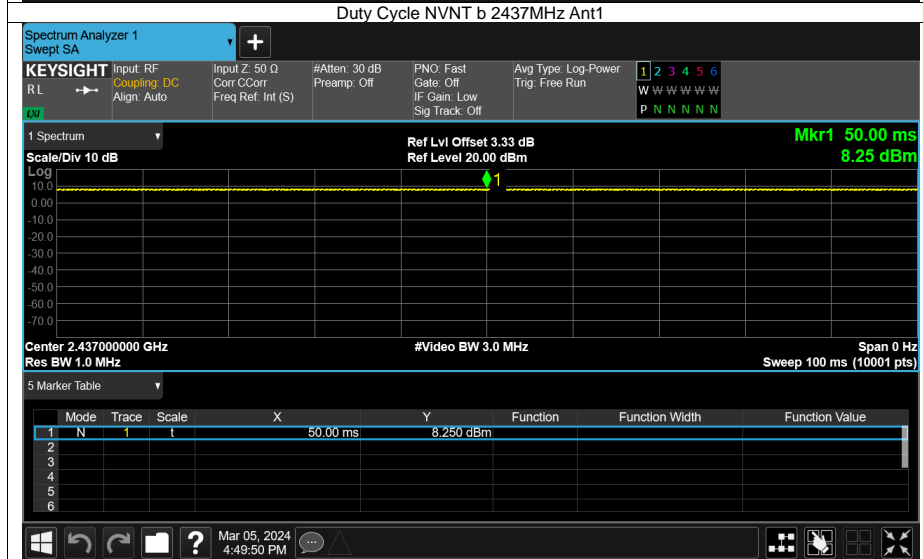 Duty Cycle NVNT b 2437MHz Ant1
Spectrum Analyzer 1
Swept SA
KEYSIGHT
R L
LXI
Input: RF
Coupling: DC
Align: Auto
Input Z: 50 Ω
Corr CCorr
Freq Ref: Int (S)
#Atten: 30 dB
Preamp: Off
PNO: Fast
Gate: Off
IF Gain: Low
Sig Track: Off
Avg Type: Log-Power
Trig: Free Run
1 2 3 4 5 6
W W W W W W
P N N N N N
1 Spectrum
Scale/Div 10 dB
Ref Lvl Offset 3.33 dB
Ref Level 20.00 dBm
Mkr1 50.00 ms
8.25 dBm
Log
10.0
0.00
-10.0
-20.0
-30.0
-40.0
-50.0
-60.0
-70.0
1
Center 2.437000000 GHz
Res BW 1.0 MHz
#Video BW 3.0 MHz
Span 0 Hz
Sweep 100 ms (10001 pts)
5 Marker Table
Mode Trace Scale X Y Function Function Width Function Value
1 N 1 t 50.00 ms 8.250 dBm
2
3
4
5
6
?
Mar 05, 2024
4:49:50 PM